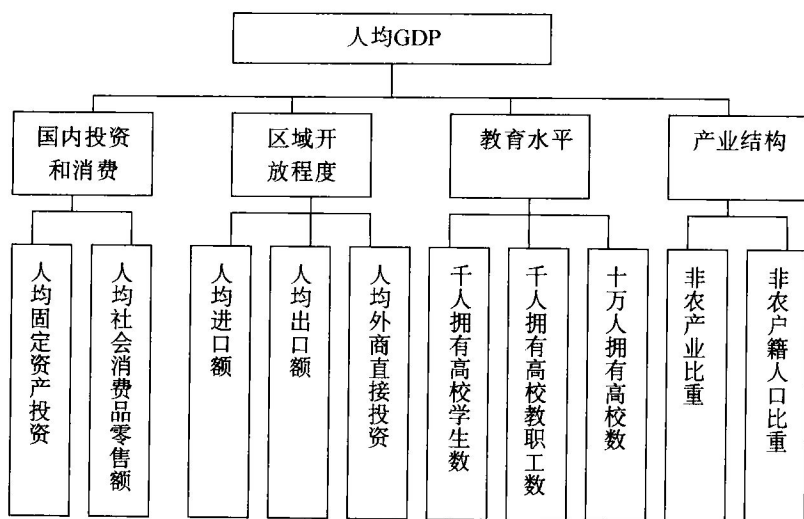 人均GDP
国内投资
和消费
区域开
放程度
教育水平
产业结构
人均固定资产投资
人均社会消费品零售额
人均进口额
人均出口额
人均外商直接投资
千人拥有高校学生数
千人拥有高校教职工数
十万人拥有高校数
非农产业比重
非农户籍人口比重